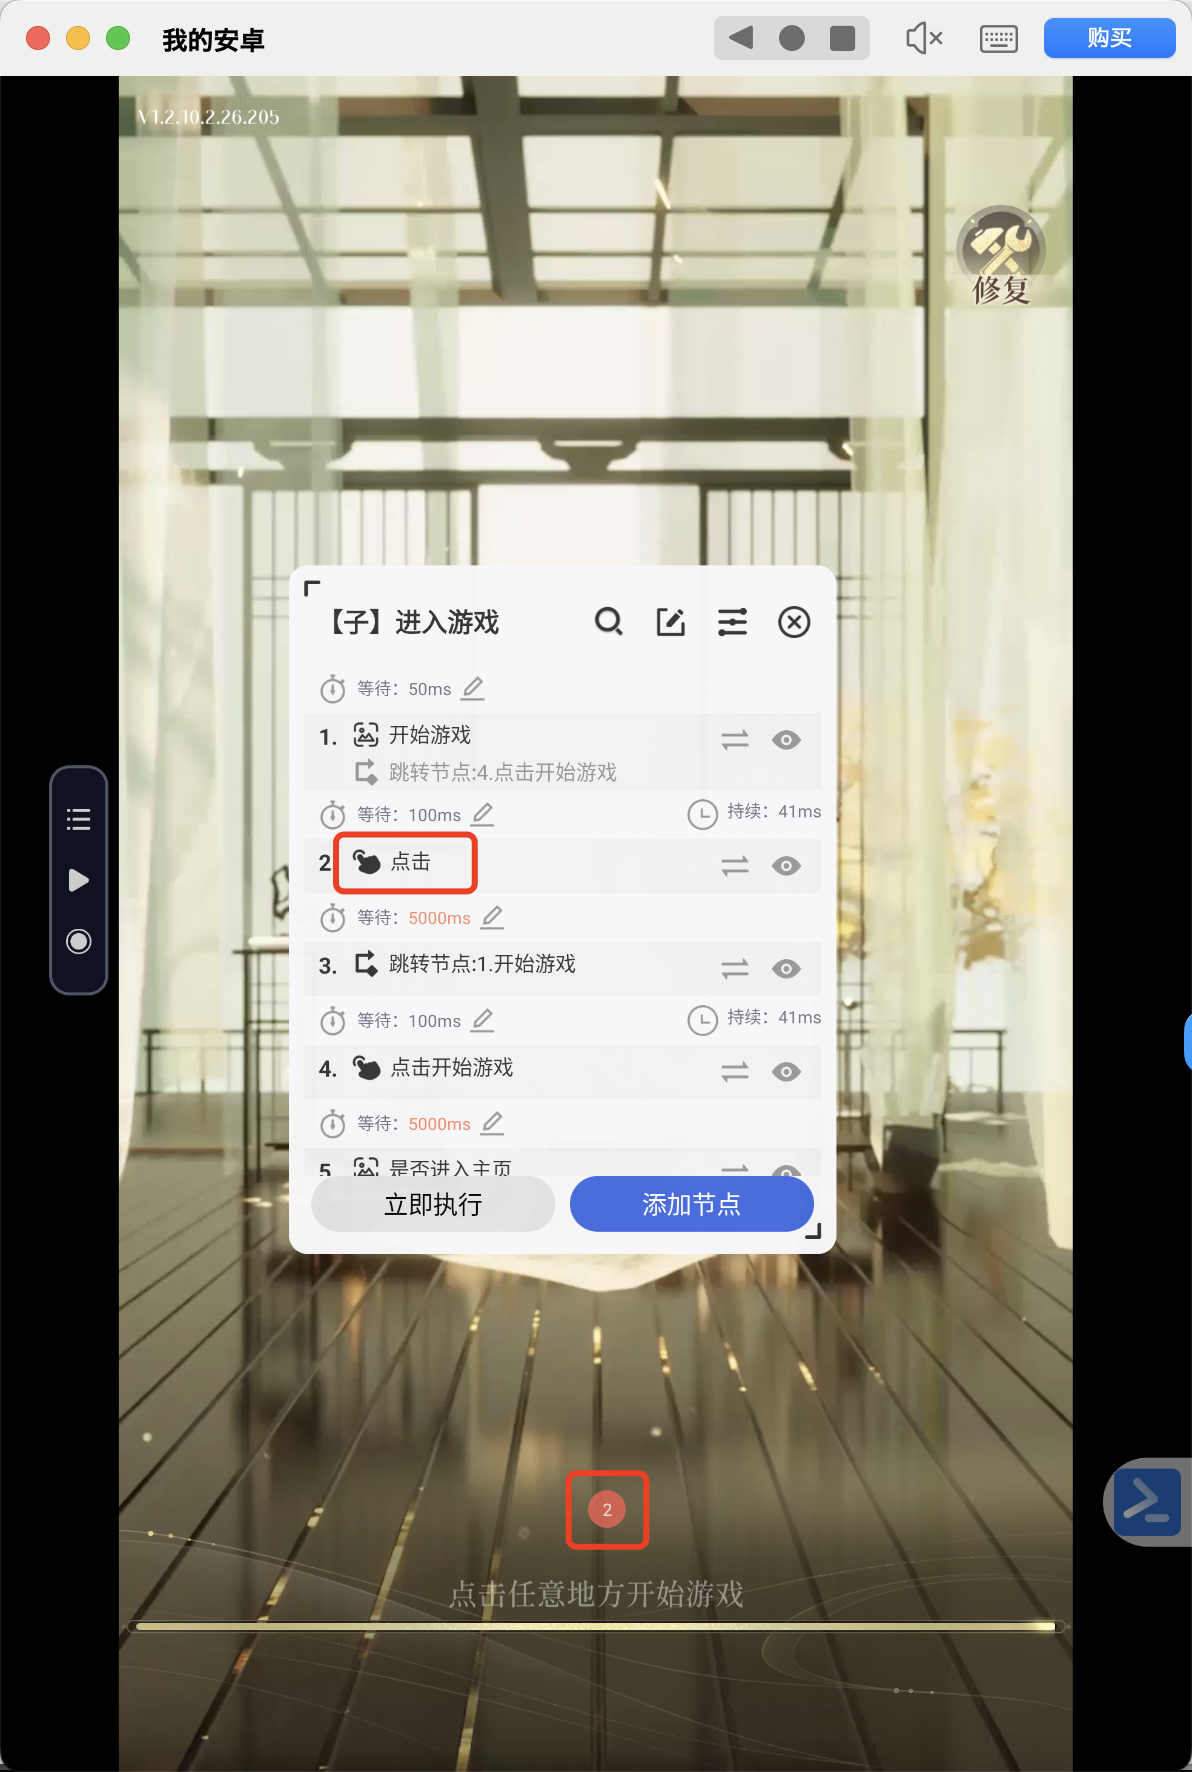 我的安卓
购买
V1.2.10.2.26.205
修复
【子】进入游戏
等待：50ms
1. 开始游戏
跳转节点:4.点击开始游戏
等待：100ms 持续：41ms
2 点击
等待：5000ms
3. 跳转节点:1.开始游戏
等待：100ms 持续：41ms
4. 点击开始游戏
等待：5000ms
5 是否进入主页
立即执行 添加节点
2
点击任意地方开始游戏